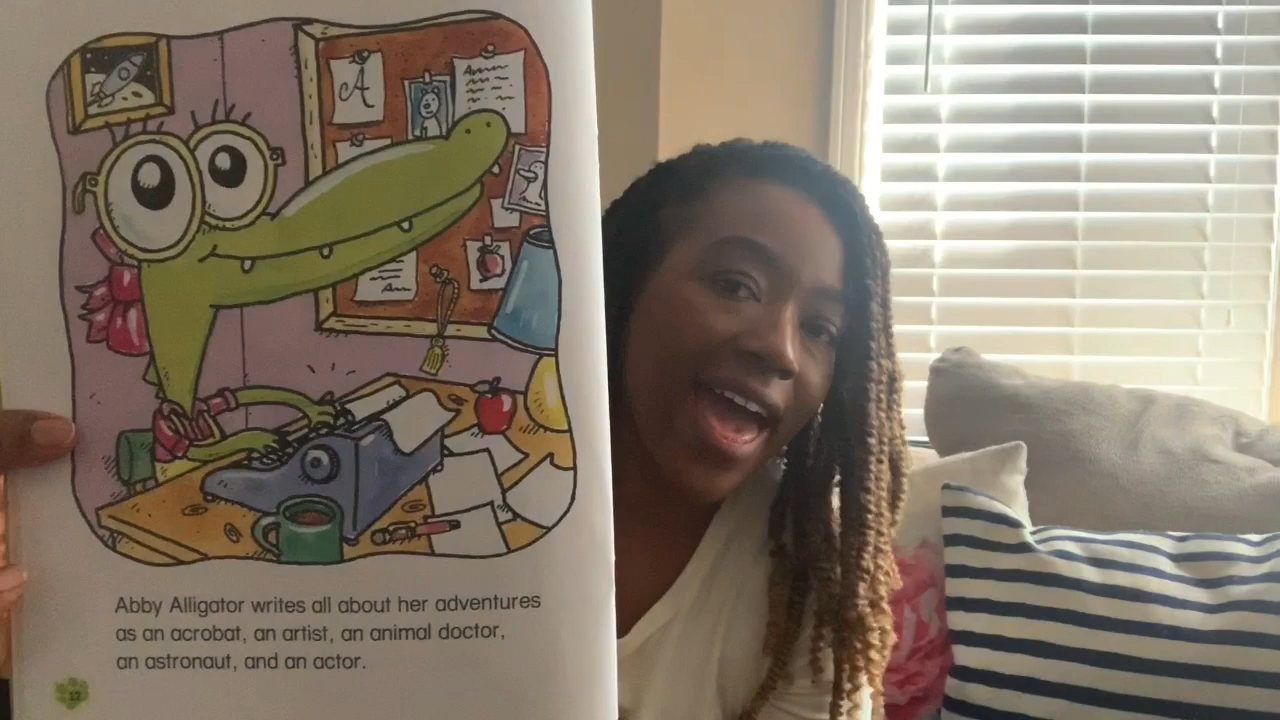 A
Abby Alligator writes all about her adventures
as an acrobat, an artist, an animal doctor,
an astronaut, and an actor.
12